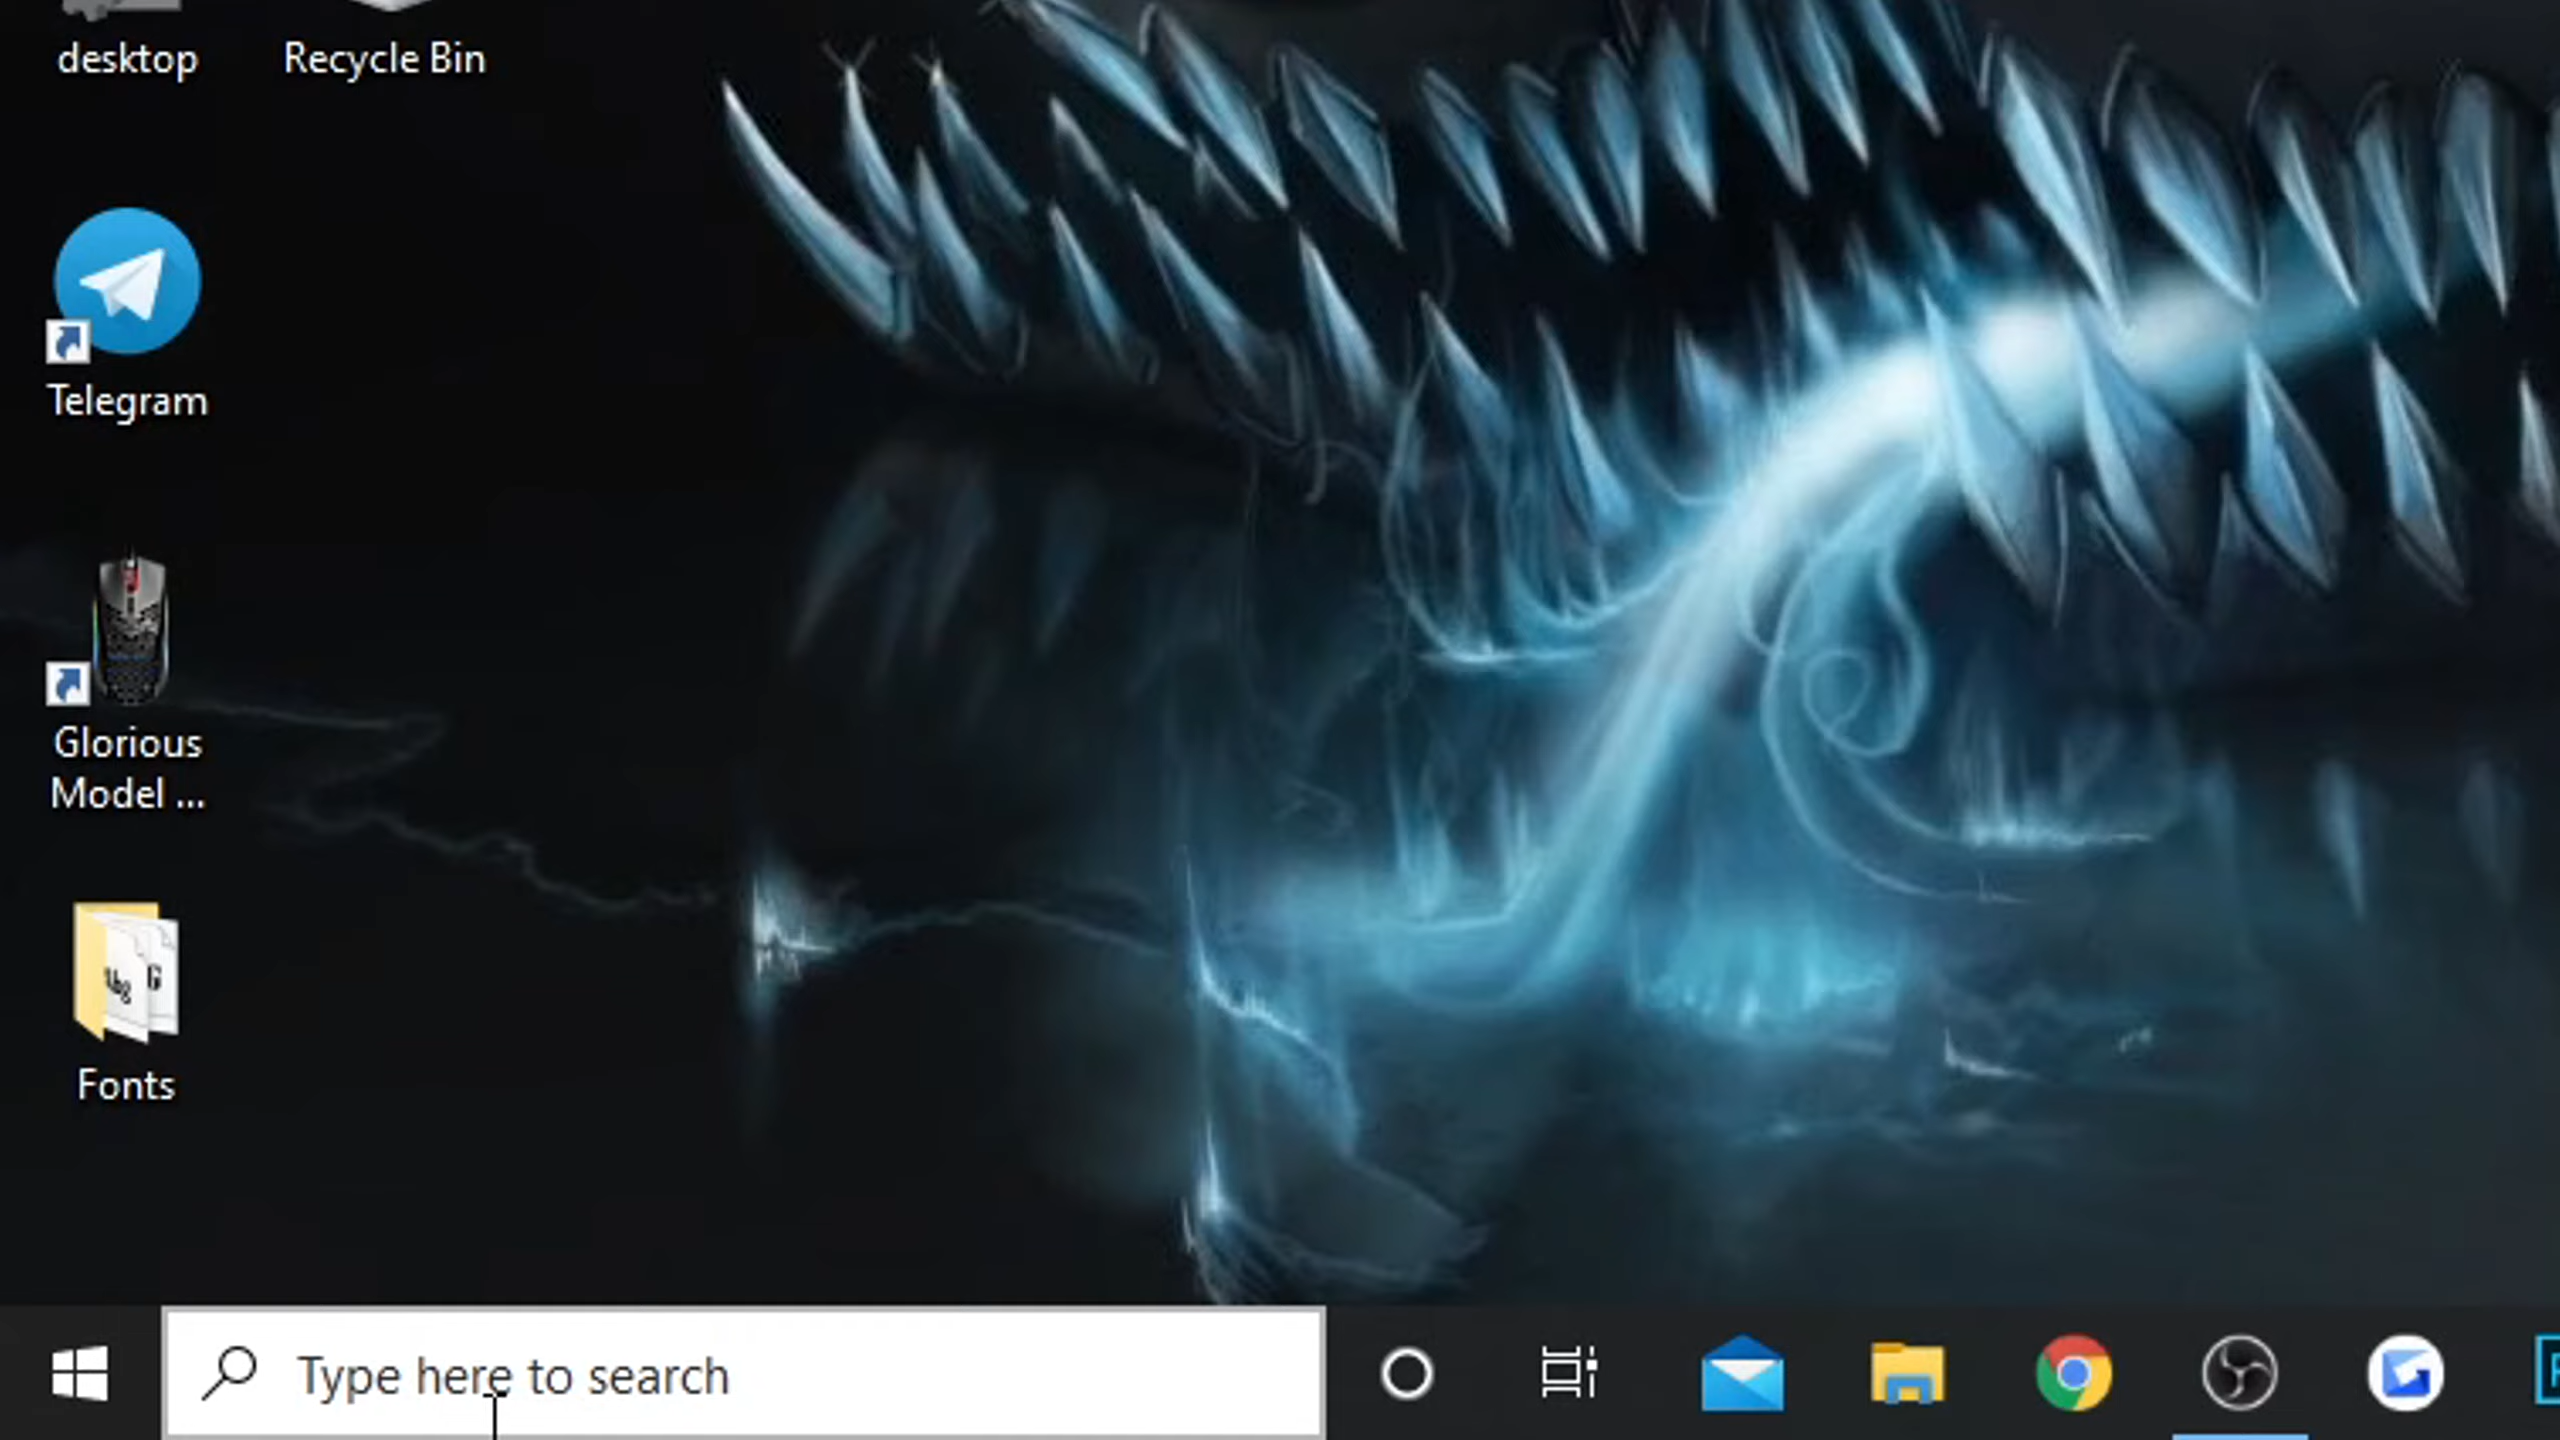 desktop
Recycle Bin
Telegram
Glorious
Model ...
Fonts
Type here to search